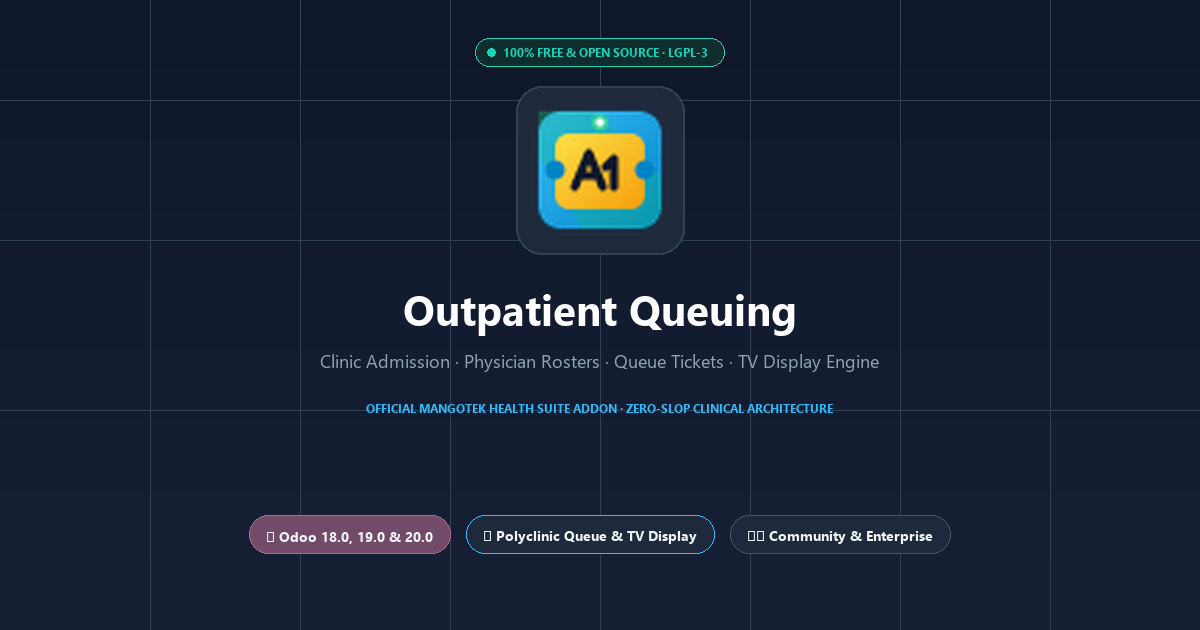 100% FREE & OPEN SOURCE · LGPL-3
A1
Outpatient Queuing
Clinic Admission · Physician Rosters · Queue Tickets · TV Display Engine
OFFICIAL MANGOTEK HEALTH SUITE ADDON · ZERO-SLOP CLINICAL ARCHITECTURE
Odoo 18.0, 19.0 & 20.0
Polyclinic Queue & TV Display
Community & Enterprise